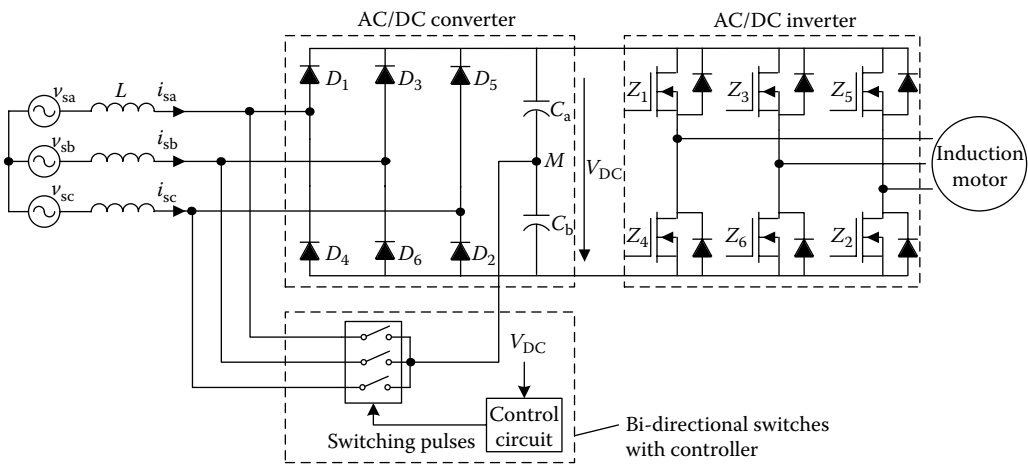 AC/DC converter
AC/DC inverter
v_sa
L
i_sa
D_1
D_3
D_5
C_a
Z_1
Z_3
Z_5
v_sb
i_sb
M
V_DC
Induction
motor
v_sc
i_sc
C_b
D_4
D_6
D_2
Z_4
Z_6
Z_2
V_DC
Control
circuit
Switching pulses
Bi-directional switches
with controller